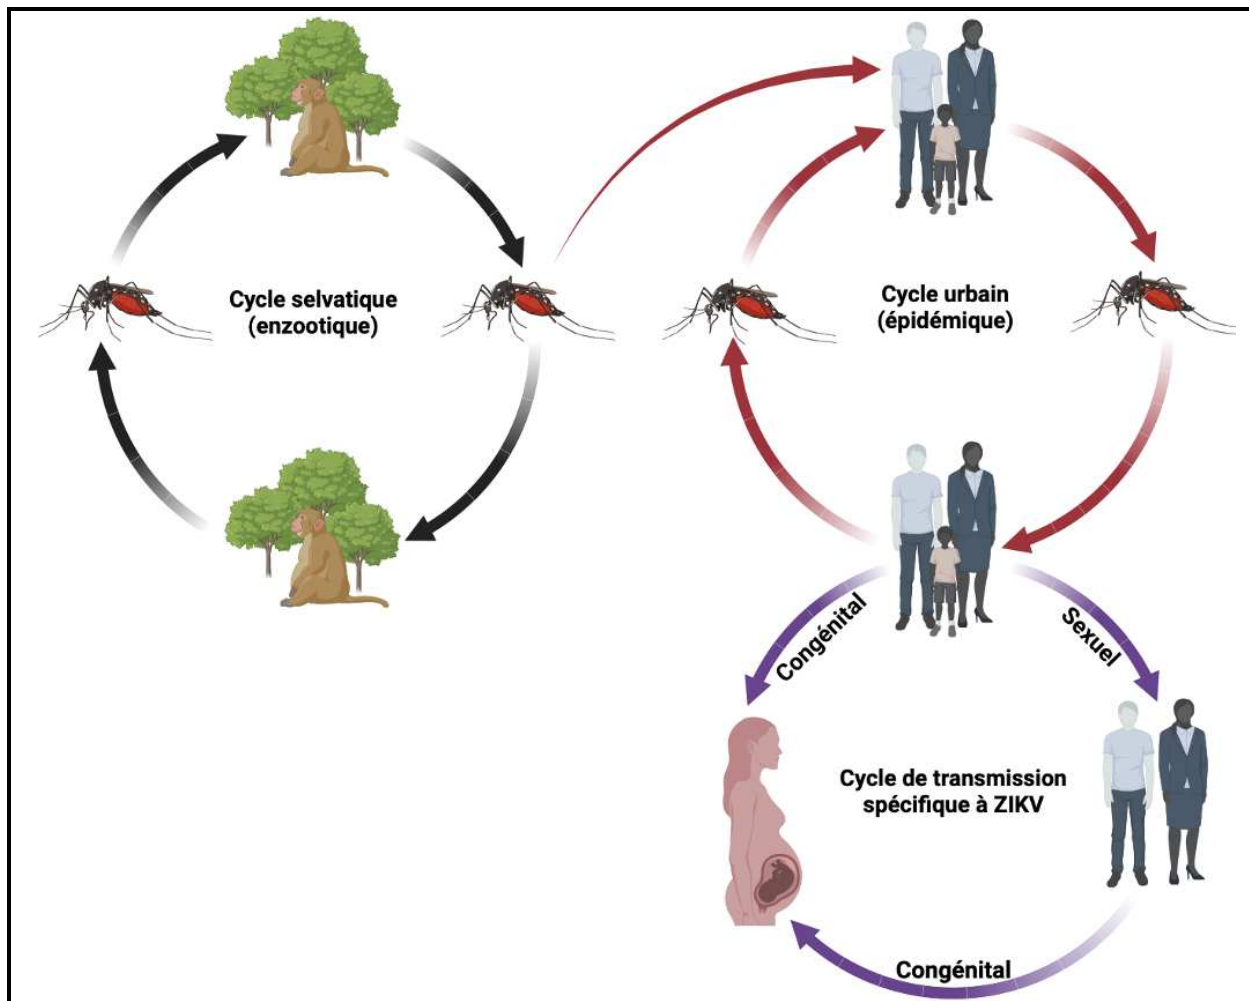 Cycle selvatique
(enzootique)
Cycle urbain
(épidémique)
Congénital
Sexuel
Cycle de transmission
spécifique à ZIKV
Congénital